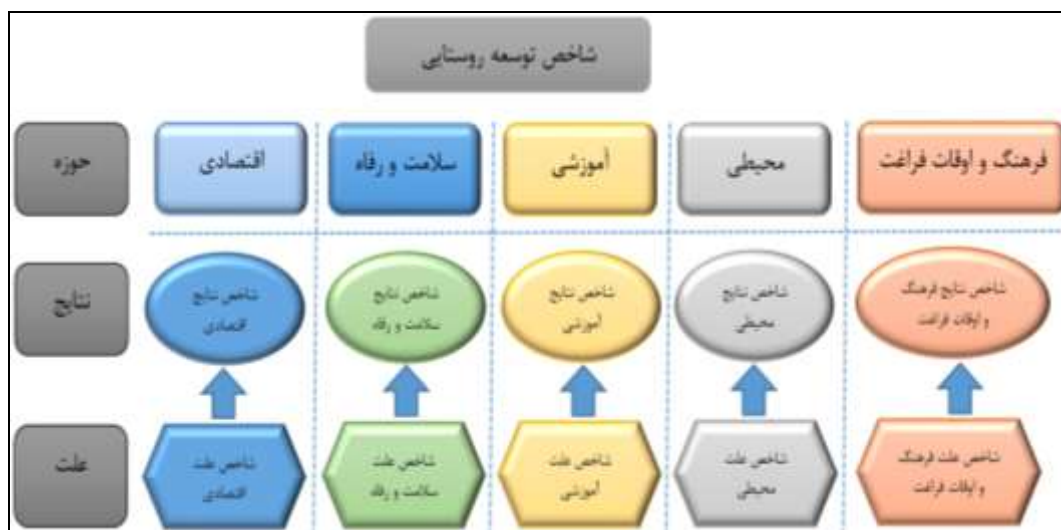 شاخص توسعه روستایی
حوزه
اقتصادی
سلامت و رفاه
آموزشی
محیطی
فرهنگ و اوقات فراغت
نتایج
شاخص نتایج
اقتصادی
شاخص نتایج
سلامت و رفاه
شاخص نتایج
آموزشی
شاخص نتایج
محیطی
شاخص نتایج فرهنگ
و اوقات فراغت
علت
شاخص علت
اقتصادی
شاخص علت
سلامت و رفاه
شاخص علت
آموزشی
شاخص علت
محیطی
شاخص علت فرهنگ
و اوقات فراغت